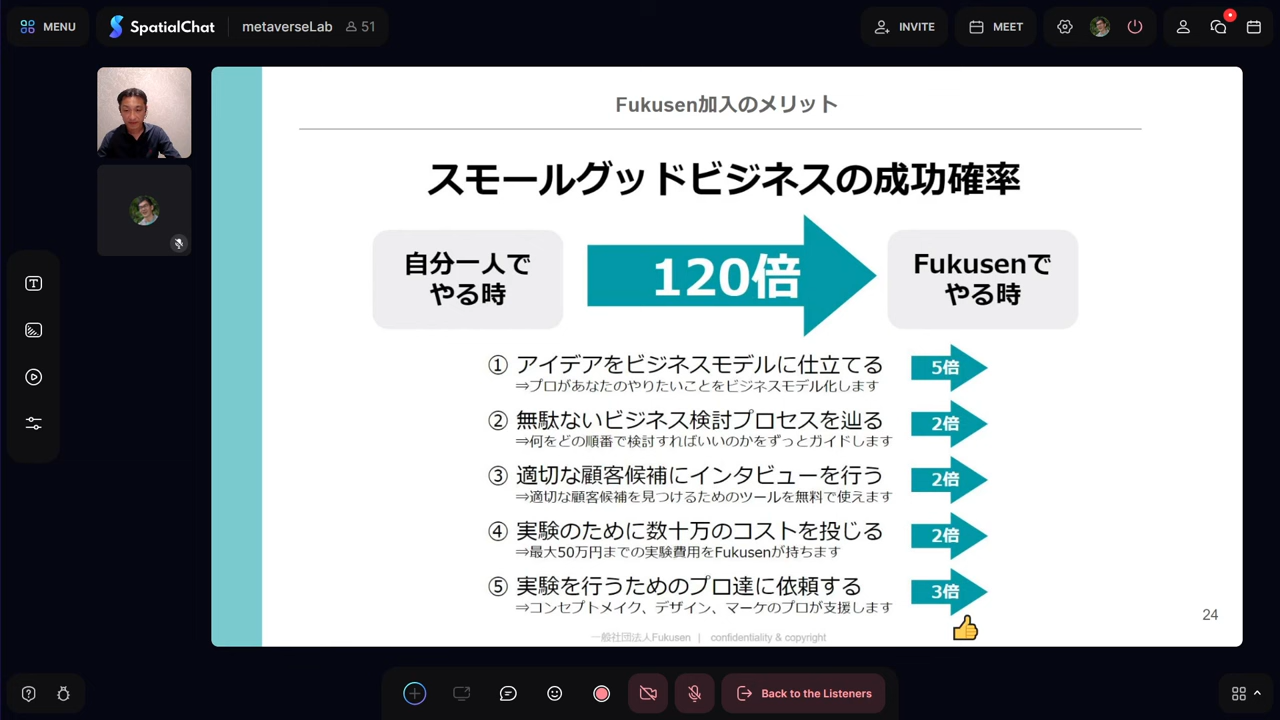 MENU
SpatialChat
metaverseLab
51
INVITE
MEET
Fukusen加入のメリット
スモールグッドビジネスの成功確率
自分一人で
やる時
120倍
Fukusenで
やる時
① アイデアをビジネスモデルに仕立てる
5倍
⇒プロがあなたのやりたいことをビジネスモデル化します
② 無駄ないビジネス検討プロセスを辿る
2倍
⇒何をどの順番で検討すればいいのかをずっとガイドします
③ 適切な顧客候補にインタビューを行う
2倍
⇒適切な顧客候補を見つけるためのツールを無料で使えます
④ 実験のために数十万のコストを投じる
2倍
⇒最大50万円までの実験費用をFukusenが持ちます
⑤ 実験を行うためのプロ達に依頼する
3倍
⇒コンセプトメイク、デザイン、マーケのプロが支援します
24
一般社団法人Fukusen | confidentiality & copyright
Back to the Listeners